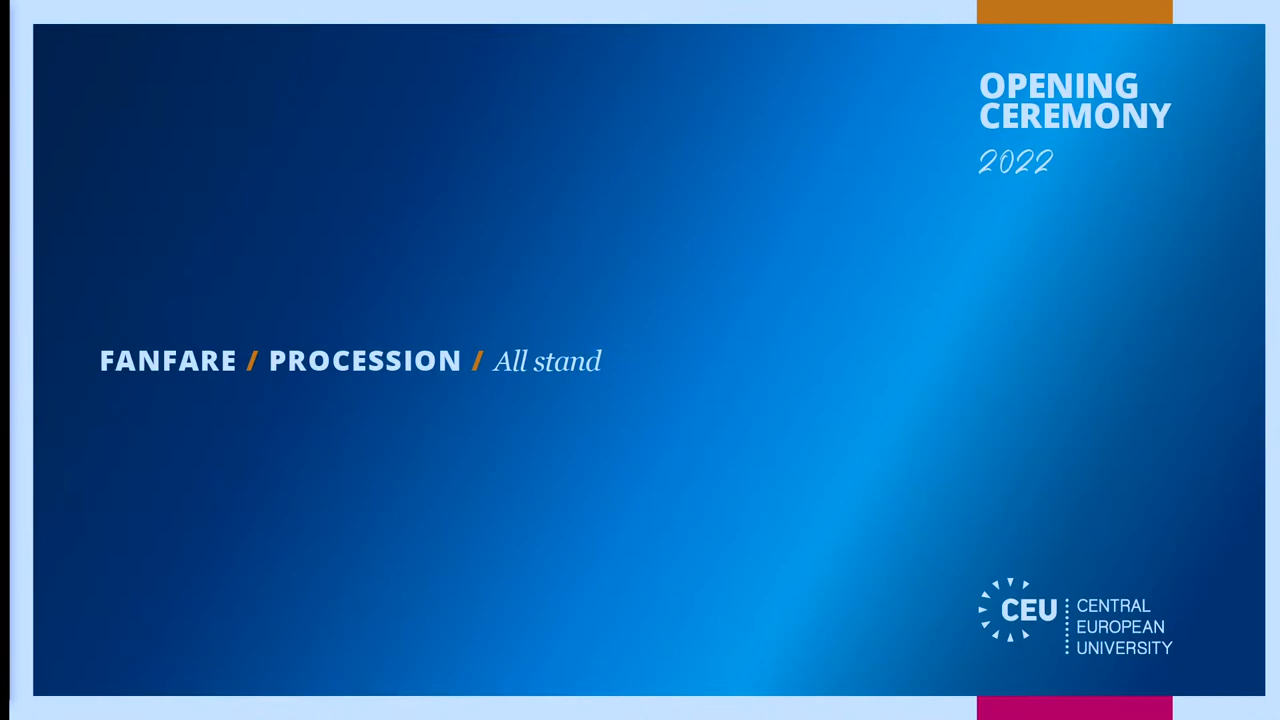 OPENING
CEREMONY
2022
FANFARE / PROCESSION / All stand
CEU
CENTRAL
EUROPEAN
UNIVERSITY